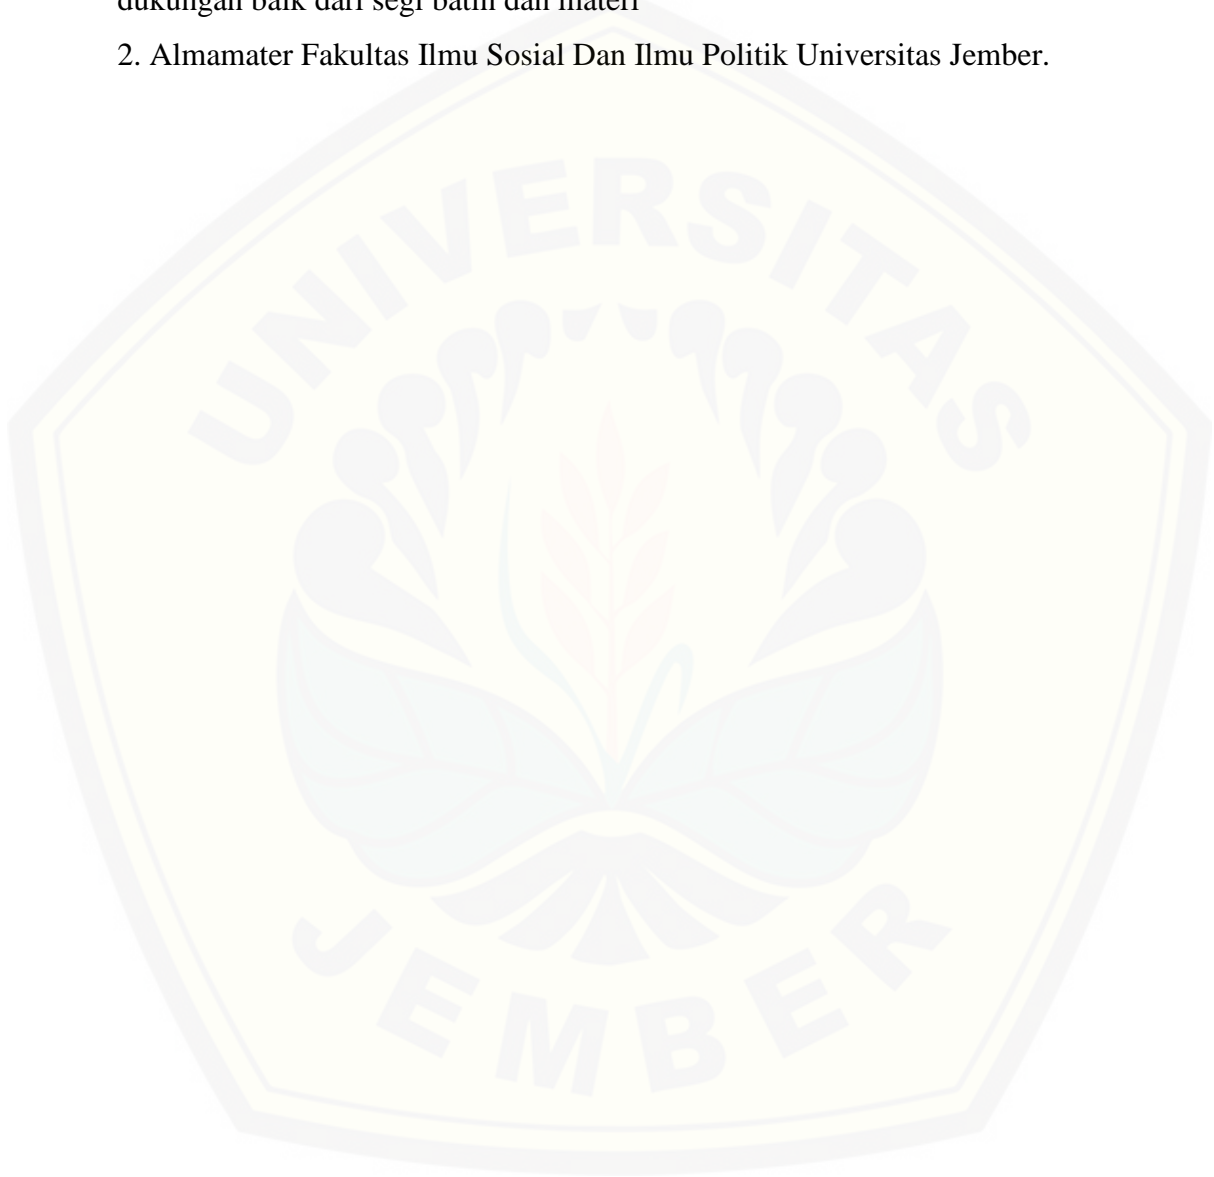 dukungan baik dari segi batin dan materi
2. Almamater Fakultas Ilmu Sosial Dan Ilmu Politik Universitas Jember.
UNIVERSITAS
JEMBER